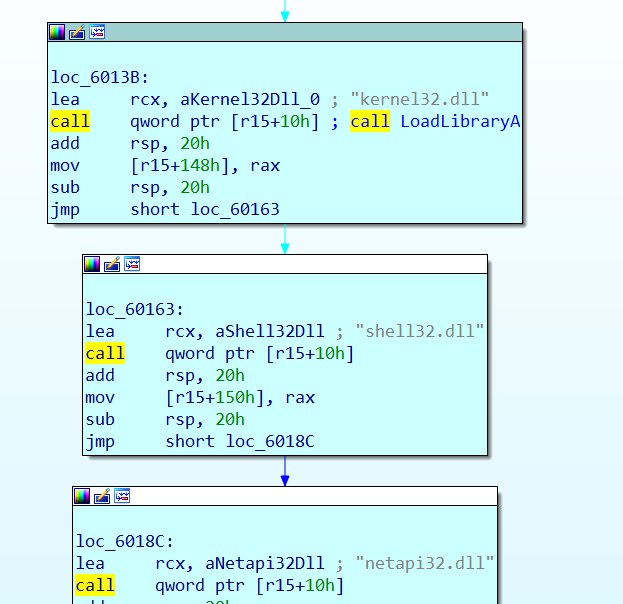 loc_6013B:
lea rcx, aKernel32Dll_0 ; "kernel32.dll"
call qword ptr [r15+10h] ; call LoadLibraryA
add rsp, 20h
mov [r15+148h], rax
sub rsp, 20h
jmp short loc_60163
loc_60163:
lea rcx, aShell32Dll ; "shell32.dll"
call qword ptr [r15+10h]
add rsp, 20h
mov [r15+150h], rax
sub rsp, 20h
jmp short loc_6018C
loc_6018C:
lea rcx, aNetapi32Dll ; "netapi32.dll"
call qword ptr [r15+10h]